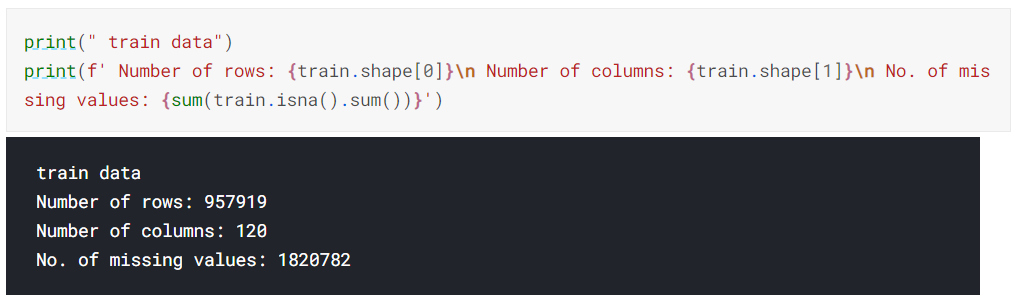 print(" train data")
print(f' Number of rows: {train.shape[0]}\n Number of columns: {train.shape[1]}\n No. of mis
sing values: {sum(train.isna().sum())}')
train data
Number of rows: 957919
Number of columns: 120
No. of missing values: 1820782